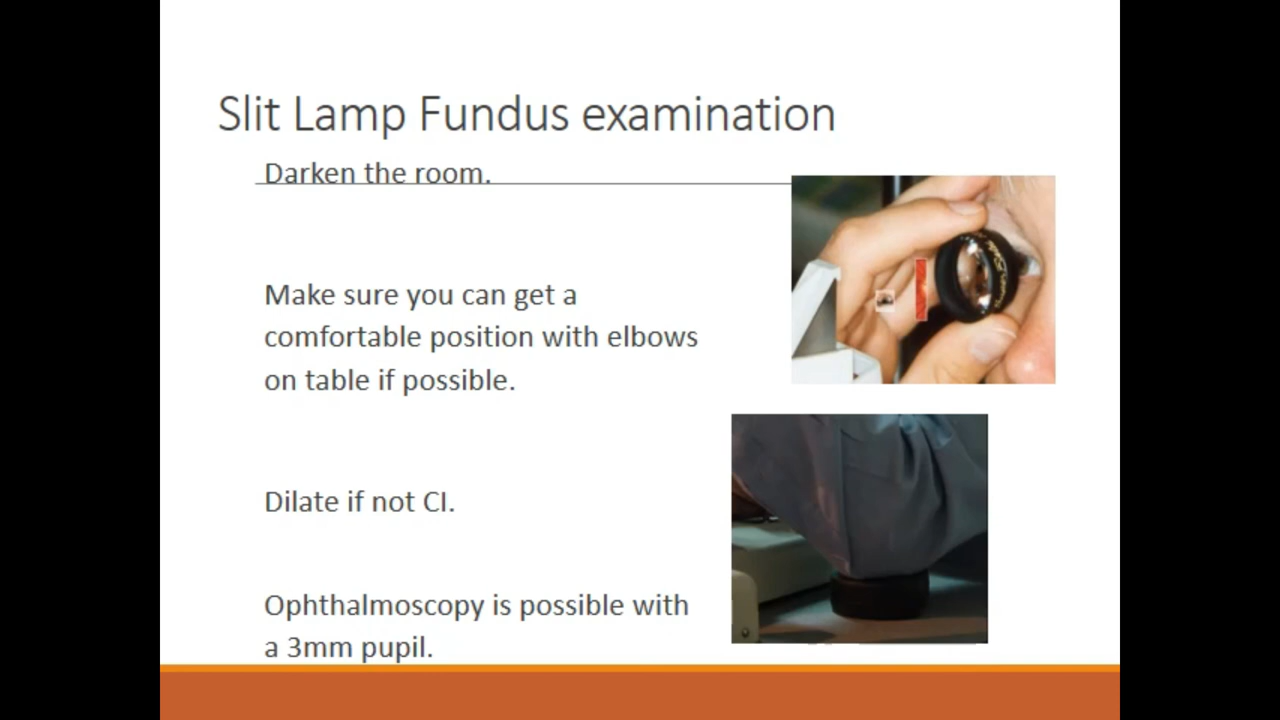 Slit Lamp Fundus examination
Darken the room.
Make sure you can get a
comfortable position with elbows
on table if possible.
Dilate if not CI.
Ophthalmoscopy is possible with
a 3mm pupil.